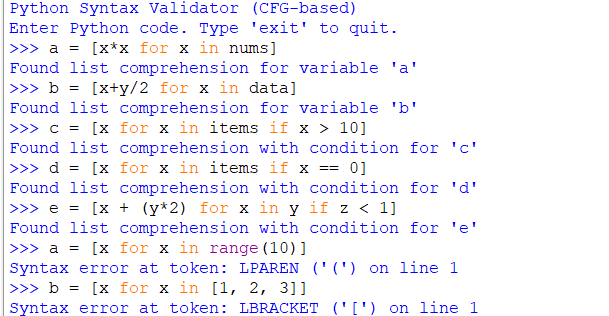 Python Syntax Validator (CFG-based)
Enter Python code. Type 'exit' to quit.
>>> a = [x*x for x in nums]
Found list comprehension for variable 'a'
>>> b = [x+y/2 for x in data]
Found list comprehension for variable 'b'
>>> c = [x for x in items if x > 10]
Found list comprehension with condition for 'c'
>>> d = [x for x in items if x == 0]
Found list comprehension with condition for 'd'
>>> e = [x + (y*2) for x in y if z < 1]
Found list comprehension with condition for 'e'
>>> a = [x for x in range(10)]
Syntax error at token: LPAREN ('(') on line 1
>>> b = [x for x in [1, 2, 3]]
Syntax error at token: LBRACKET ('[') on line 1